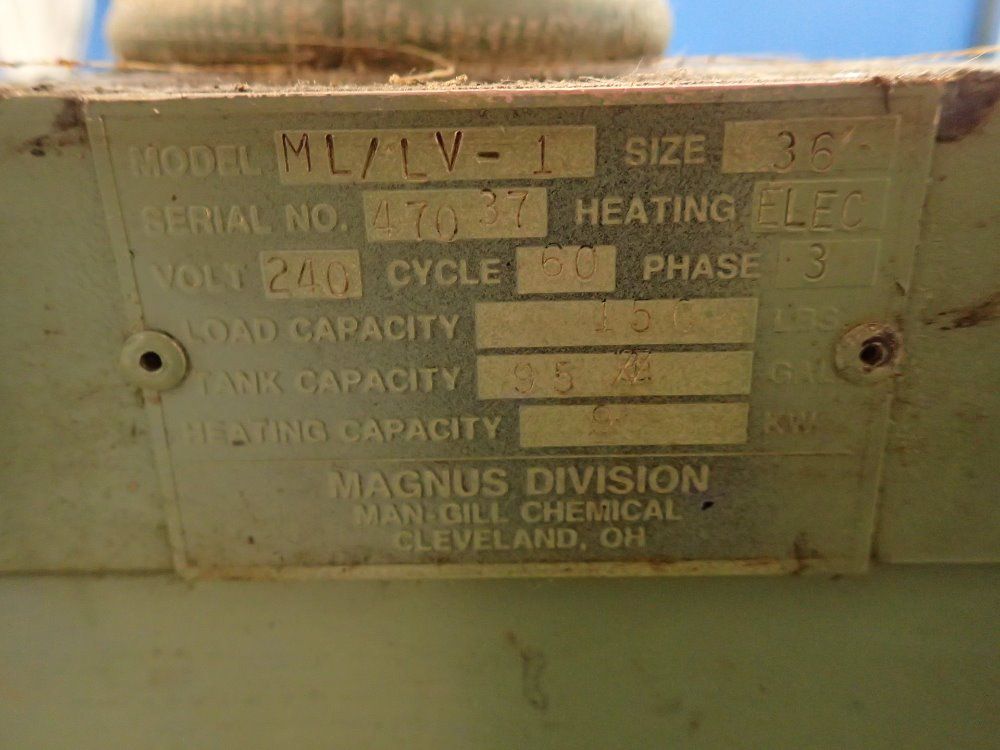 MODEL ML/LV-1 SIZE 36
SERIAL NO. 47037 HEATING ELEC
VOLT 240 CYCLE 60 PHASE 3
LOAD CAPACITY 150 LBS
TANK CAPACITY 95 GAL
HEATING CAPACITY 9 KW
MAGNUS DIVISION
MAN-GILL CHEMICAL
CLEVELAND, OH